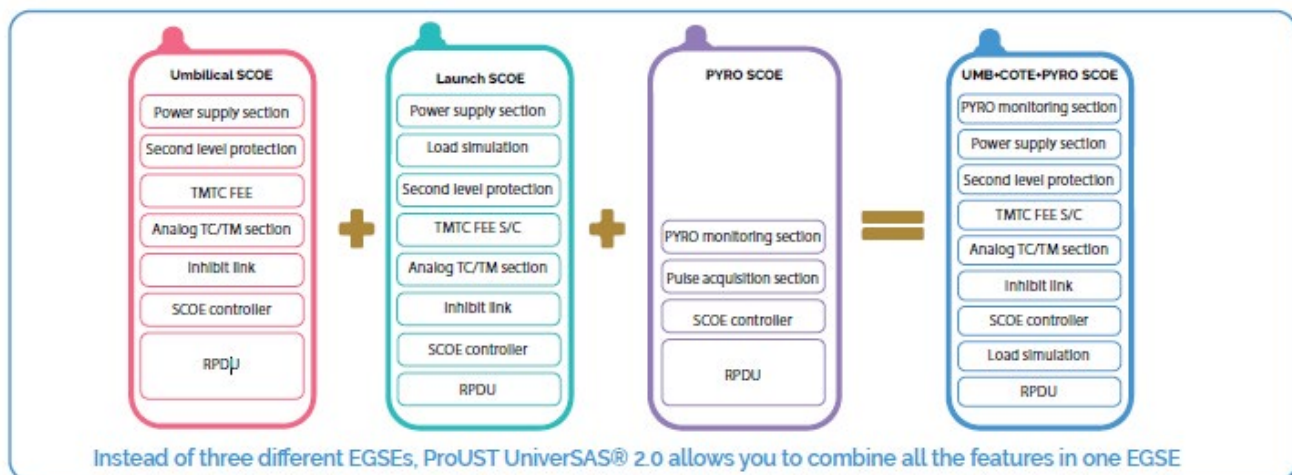 Umbilical SCOE
Power supply section
Second level protection
TMTC FEE
Analog TC/TM section
Inhibit link
SCOE controller
RPDU
Launch SCOE
Power supply section
Load simulation
Second level protection
TMTC FEE S/C
Analog TC/TM section
Inhibit link
SCOE controller
RPDU
PYRO SCOE
PYRO monitoring section
Pulse acquisition section
SCOE controller
RPDU
UMB+COTE+PYRO SCOE
PYRO monitoring section
Power supply section
Second level protection
TMTC FEE S/C
Analog TC/TM section
Inhibit link
SCOE controller
Load simulation
RPDU
Instead of three different EGSEs, ProUST UniverSAS® 2.0 allows you to combine all the features in one EGSE